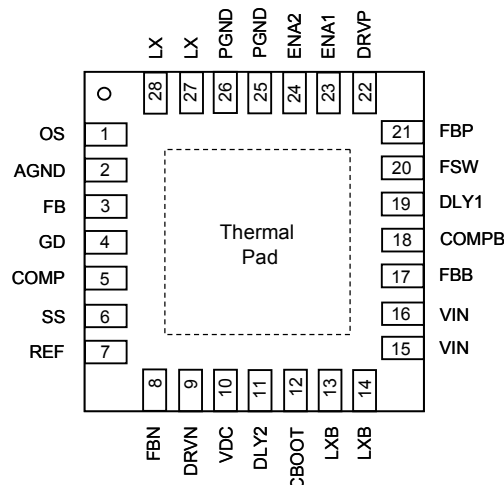 LX
LX
PGND
PGND
ENA2
ENA1
DRVP
28
27
26
25
24
23
22
OS 1
AGND 2
FB 3
GD 4
COMP 5
SS 6
REF 7
21 FBP
20 FSW
19 DLY1
18 COMPB
17 FBB
16 VIN
15 VIN
Thermal
Pad
8
9
10
11
12
13
14
FBN
DRVN
VDC
DLY2
CBOOT
LXB
LXB